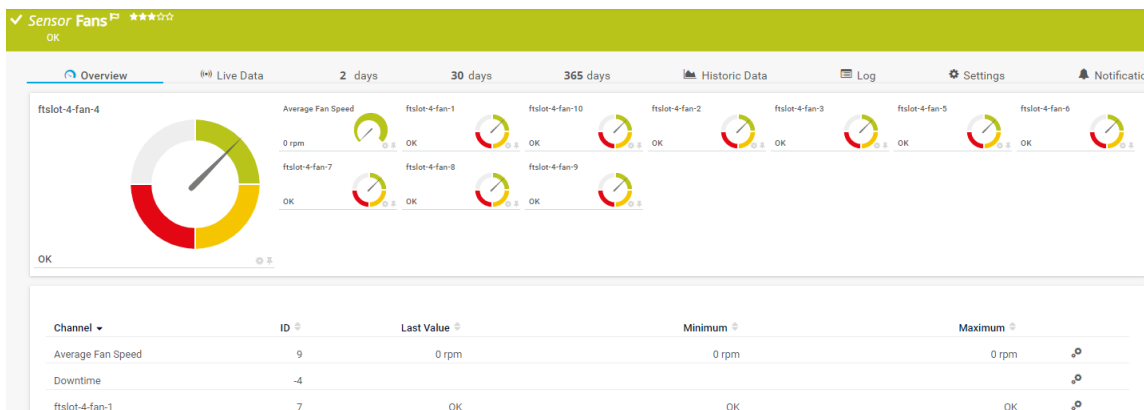 Sensor Fans
OK
Overview
Live Data
2 days
30 days
365 days
Historic Data
Log
Settings
Notificatio
ftslot-4-fan-4
OK
Average Fan Speed
0 rpm
ftslot-4-fan-1
OK
ftslot-4-fan-10
OK
ftslot-4-fan-2
OK
ftslot-4-fan-3
OK
ftslot-4-fan-5
OK
ftslot-4-fan-6
OK
ftslot-4-fan-7
OK
ftslot-4-fan-8
OK
ftslot-4-fan-9
OK
Channel ID Last Value Minimum Maximum
Average Fan Speed 9 0 rpm 0 rpm 0 rpm
Downtime -4
ftslot-4-fan-1 7 OK OK OK